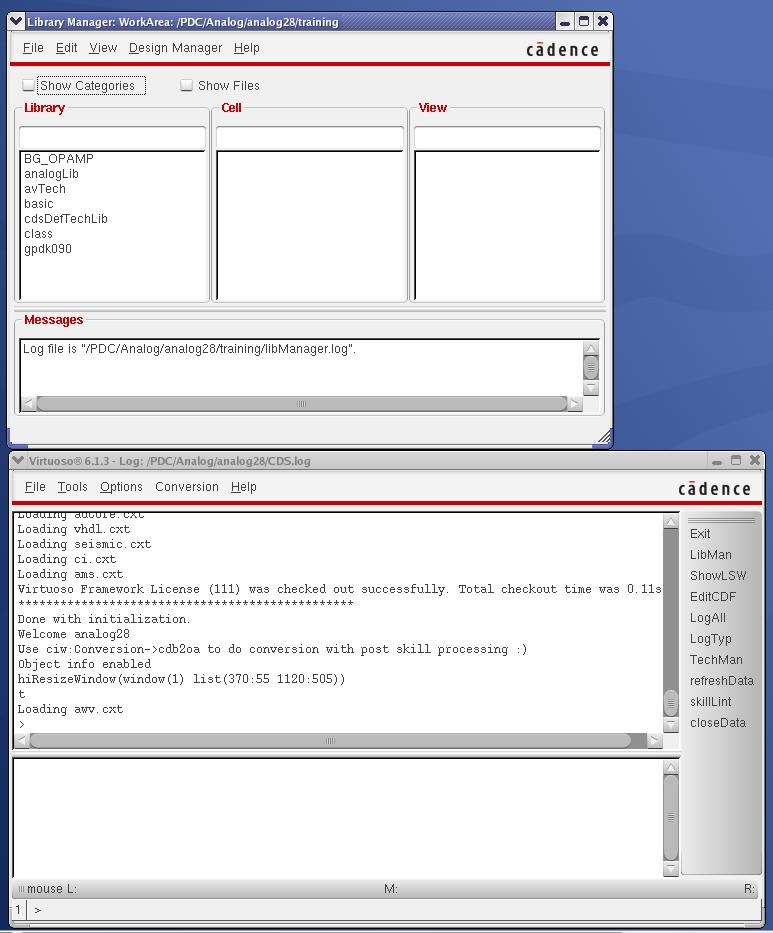 Library Manager: WorkArea: /PDC/Analog/analog28/training
File Edit View Design Manager Help
cādence
Show Categories Show Files
Library Cell View
BG_OPAMP
analogLib
avTech
basic
cdsDefTechLib
class
gpdk090
Messages
Log file is "/PDC/Analog/analog28/training/libManager.log".
Virtuoso® 6.1.3 - Log: /PDC/Analog/analog28/CDS.log
File Tools Options Conversion Help
cādence
Loading adcore.cxt
Loading vhdl.cxt
Loading seismic.cxt
Loading ci.cxt
Loading ams.cxt
Virtuoso Framework License (111) was checked out successfully. Total checkout time was 0.11s
************************************************
Done with initialization.
Welcome analog28
Use ciw:Conversion->cdb2oa to do conversion with post skill processing :)
Object info enabled
hiResizeWindow(window(1) list(370:55 1120:505))
t
Loading awv.cxt
>
Exit
LibMan
ShowLSW
EditCDF
LogAll
LogTyp
TechMan
refreshData
skillLint
closeData
mouse L: M: R:
1 >